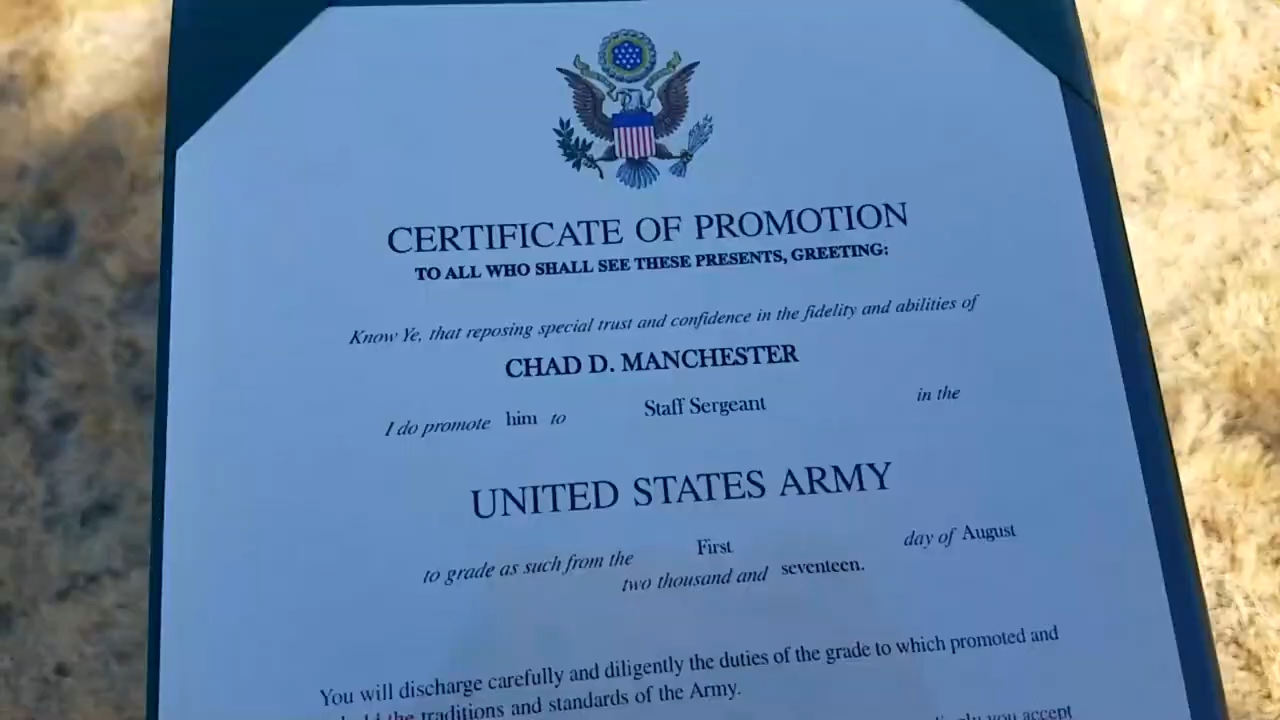 CERTIFICATE OF PROMOTION
TO ALL WHO SHALL SEE THESE PRESENTS, GREETING:
Know Ye, that reposing special trust and confidence in the fidelity and abilities of
CHAD D. MANCHESTER
I do promote him to Staff Sergeant in the
UNITED STATES ARMY
to grade as such from the First day of August
two thousand and seventeen.
You will discharge carefully and diligently the duties of the grade to which promoted and
the traditions and standards of the Army.
you accept